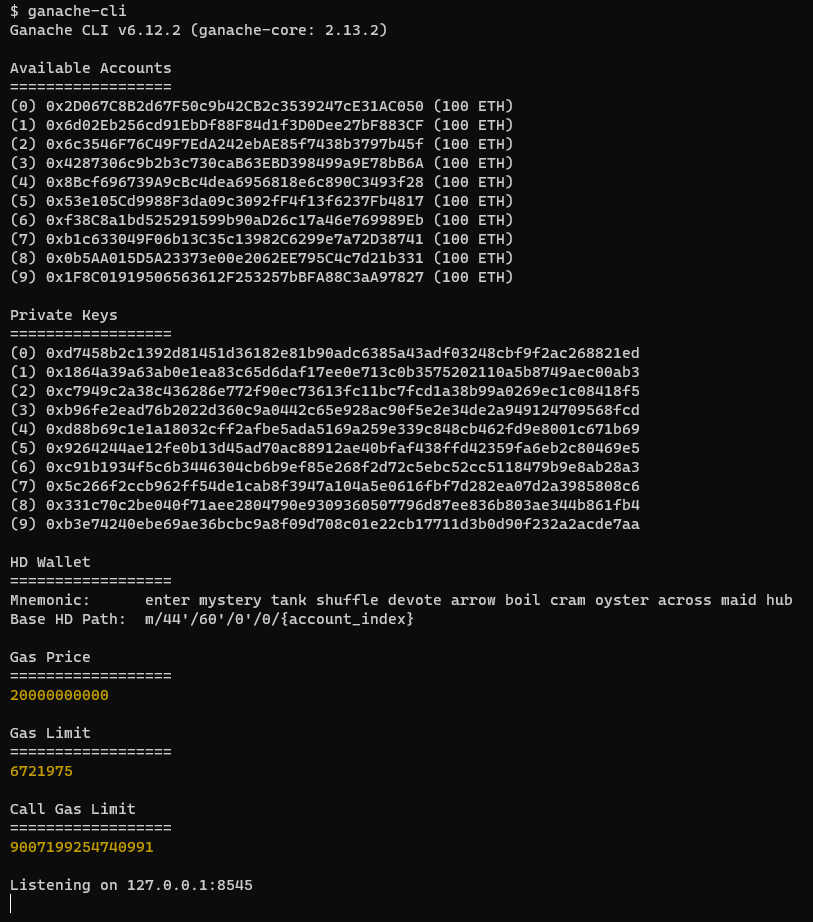 $ ganache-cli
Ganache CLI v6.12.2 (ganache-core: 2.13.2)
Available Accounts
==================
(0) 0x2D067C8B2d67F50c9b42CB2c3539247cE31AC050 (100 ETH)
(1) 0x6d02Eb256cd91EbDf88F84d1f3D0Dee27bF883CF (100 ETH)
(2) 0x6c3546F76C49F7EdA242ebAE85f7438b3797b45f (100 ETH)
(3) 0x4287306c9b2b3c730caB63EBD398499a9E78bB6A (100 ETH)
(4) 0x8Bcf696739A9cBc4dea6956818e6c890C3493f28 (100 ETH)
(5) 0x53e105Cd9988F3da09c3092fF4f13f6237Fb4817 (100 ETH)
(6) 0xf38C8a1bd525291599b90aD26c17a46e769989Eb (100 ETH)
(7) 0xb1c633049F06b13C35c13982C6299e7a72D38741 (100 ETH)
(8) 0x0b5AA015D5A23373e00e2062EE795C4c7d21b331 (100 ETH)
(9) 0x1F8C01919506563612F253257bBFA88C3aA97827 (100 ETH)
Private Keys
==================
(0) 0xd7458b2c1392d81451d36182e81b90adc6385a43adf03248cbf9f2ac268821ed
(1) 0x1864a39a63ab0e1ea83c65d6daf17ee0e713c0b3575202110a5b8749aec00ab3
(2) 0xc7949c2a38c436286e772f90ec73613fc11bc7fcd1a38b99a0269ec1c08418f5
(3) 0xb96fe2ead76b2022d360c9a0442c65e928ac90f5e2e34de2a949124709568fcd
(4) 0xd88b69c1e1a18032cff2afbe5ada5169a259e339c848cb462fd9e8001c671b69
(5) 0x9264244ae12fe0b13d45ad70ac88912ae40bfaf438ffd42359fa6eb2c80469e5
(6) 0xc91b1934f5c6b3446304cb6b9ef85e268f2d72c5ebc52cc5118479b9e8ab28a3
(7) 0x5c266f2ccb962ff54de1cab8f3947a104a5e0616fbf7d282ea07d2a3985808c6
(8) 0x331c70c2be040f71aee2804790e9309360507796d87ee836b803ae344b861fb4
(9) 0xb3e74240ebe69ae36bcbc9a8f09d708c01e22cb17711d3b0d90f232a2acde7aa
HD Wallet
==================
Mnemonic:      enter mystery tank shuffle devote arrow boil cram oyster across maid hub
Base HD Path:  m/44'/60'/0'/0/{account_index}
Gas Price
==================
20000000000
Gas Limit
==================
6721975
Call Gas Limit
==================
9007199254740991
Listening on 127.0.0.1:8545